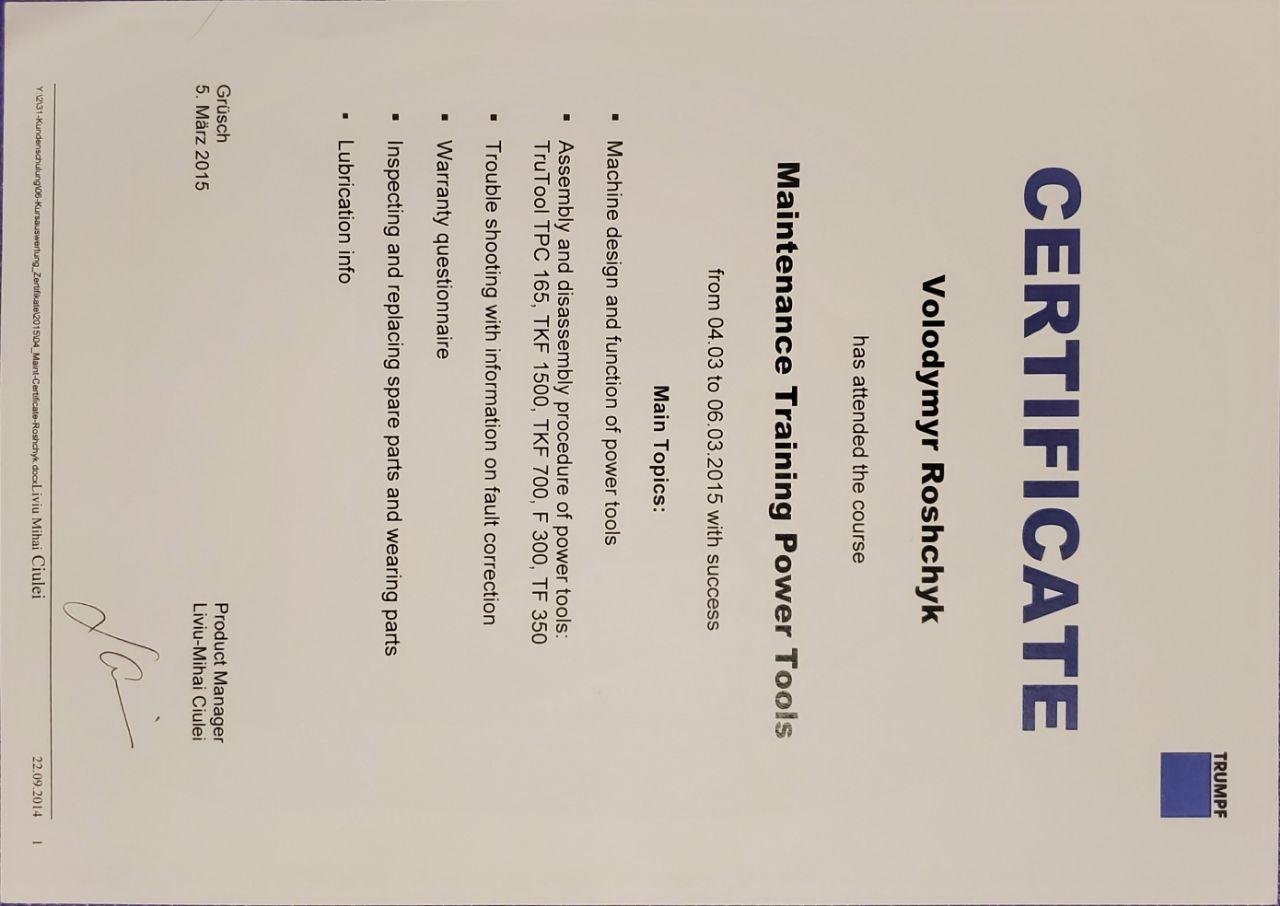 TRUMPF
CERTIFICATE
Volodymyr Roshchyk
has attended the course
Maintenance Training Power Tools
from 04.03 to 06.03.2015 with success
Main Topics:
▪ Machine design and function of power tools
▪ Assembly and disassembly procedure of power tools:
TruTool TPC 165, TKF 1500, TKF 700, F 300, TF 350
▪ Trouble shooting with information on fault correction
▪ Warranty questionnaire
▪ Inspecting and replacing spare parts and wearing parts
▪ Lubrication info
Grüsch
5. März 2015
Product Manager
Liviu-Mihai Ciulei
Y:\2\31-Kundenschulung\06-Kursauswertung_Zertifikate\2015\04_Maint-Certificate-Roshchyk.docxLiviu Mihai Ciulei 22.09.2014 1